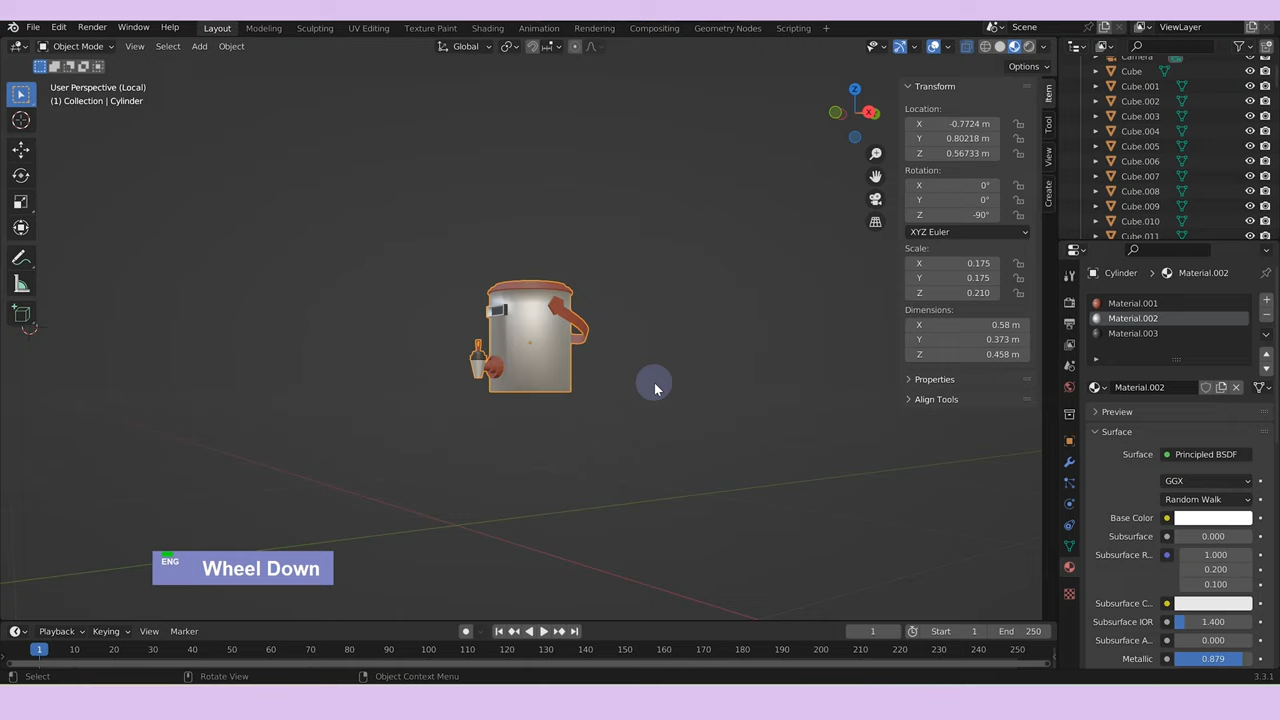 File Edit Render Window Help Layout Modeling Sculpting UV Editing Texture Paint Shading Animation Rendering Compositing Geometry Nodes Scripting + Scene ViewLayer
Object Mode View Select Add Object Global
Options
User Perspective (Local)
(1) Collection | Cylinder
Z
X
Transform
Location:
X -0.7724 m
Y 0.80218 m
Z 0.56733 m
Rotation:
X 0°
Y 0°
Z -90°
XYZ Euler
Scale:
X 0.175
Y 0.175
Z 0.210
Dimensions:
X 0.58 m
Y 0.373 m
Z 0.458 m
Properties
Align Tools
Item
Tool
View
Create
Camera
Cube
Cube.001
Cube.002
Cube.003
Cube.004
Cube.005
Cube.006
Cube.007
Cube.008
Cube.009
Cube.010
Cube.011
Cylinder Material.002
Material.001
Material.002
Material.003
Material.002
Preview
Surface
Surface Principled BSDF
GGX
Random Walk
Base Color
Subsurface 0.000
Subsurface R... 1.000
0.200
0.100
Subsurface C...
Subsurface IOR 1.400
Subsurface A... 0.000
Metallic 0.879
ENG Wheel Down
Playback Keying View Marker 1 Start 1 End 250
1 10 20 30 40 50 60 70 80 90 100 110 120 130 140 150 160 170 180 190 200 210 220 230 240 250
Select Rotate View Object Context Menu 3.3.1